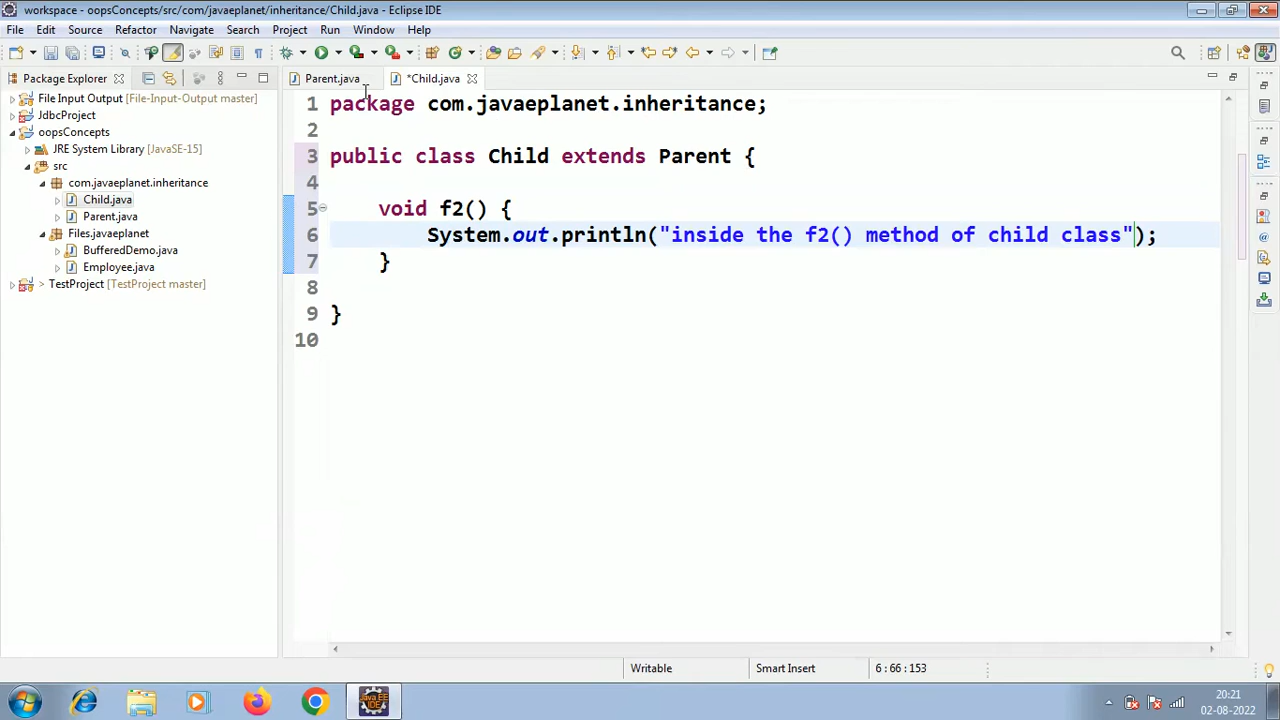 workspace - oopsConcepts/src/com/javaeplanet/inheritance/Child.java - Eclipse IDE
File Edit Source Refactor Navigate Search Project Run Window Help
Package Explorer
Parent.java
*Child.java
File Input Output [File-Input-Output master]
JdbcProject
oopsConcepts
JRE System Library [JavaSE-15]
src
com.javaeplanet.inheritance
Child.java
Parent.java
Files.javaeplanet
BufferedDemo.java
Employee.java
> TestProject [TestProject master]
1 package com.javaeplanet.inheritance;
2
3 public class Child extends Parent {
4
5 void f2() {
6 System.out.println("inside the f2() method of child class");
7 }
8
9 }
10
Writable Smart Insert 6 : 66 : 153
Java EE
IDE
20:21
02-08-2022